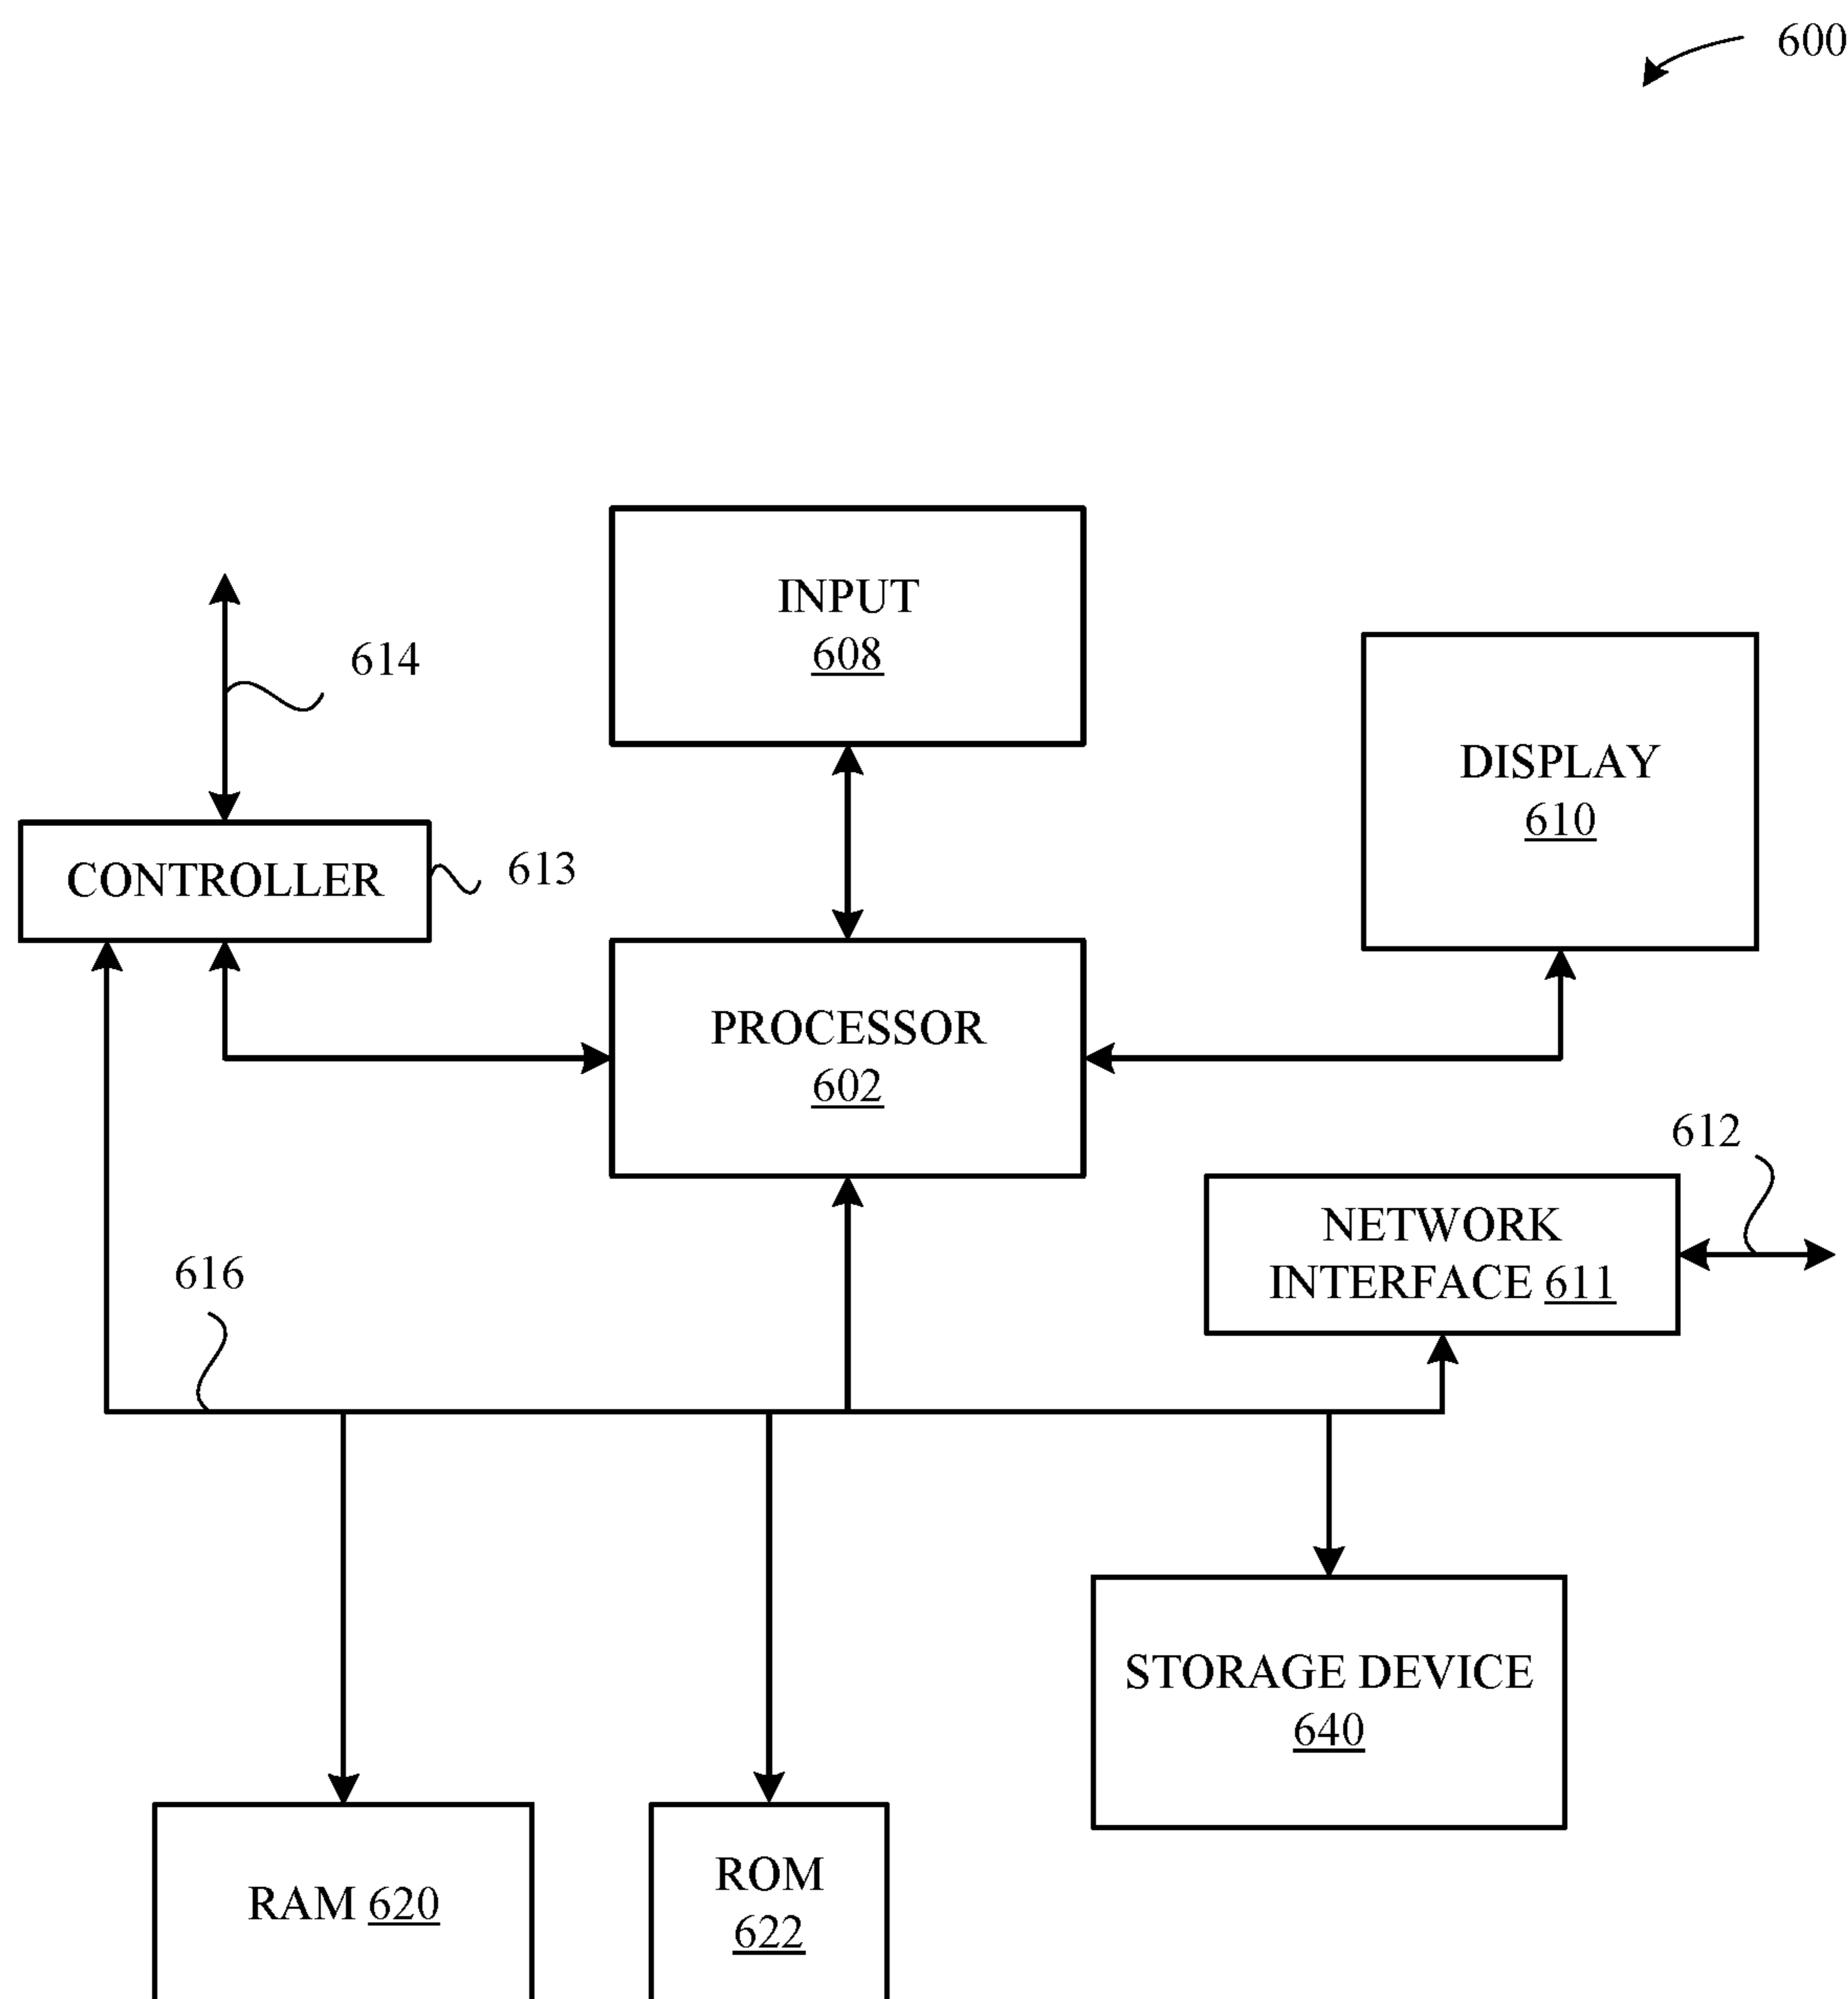 600
INPUT
608
614
DISPLAY
610
CONTROLLER
613
PROCESSOR
602
612
NETWORK
INTERFACE 611
616
STORAGE DEVICE
640
RAM 620
ROM
622